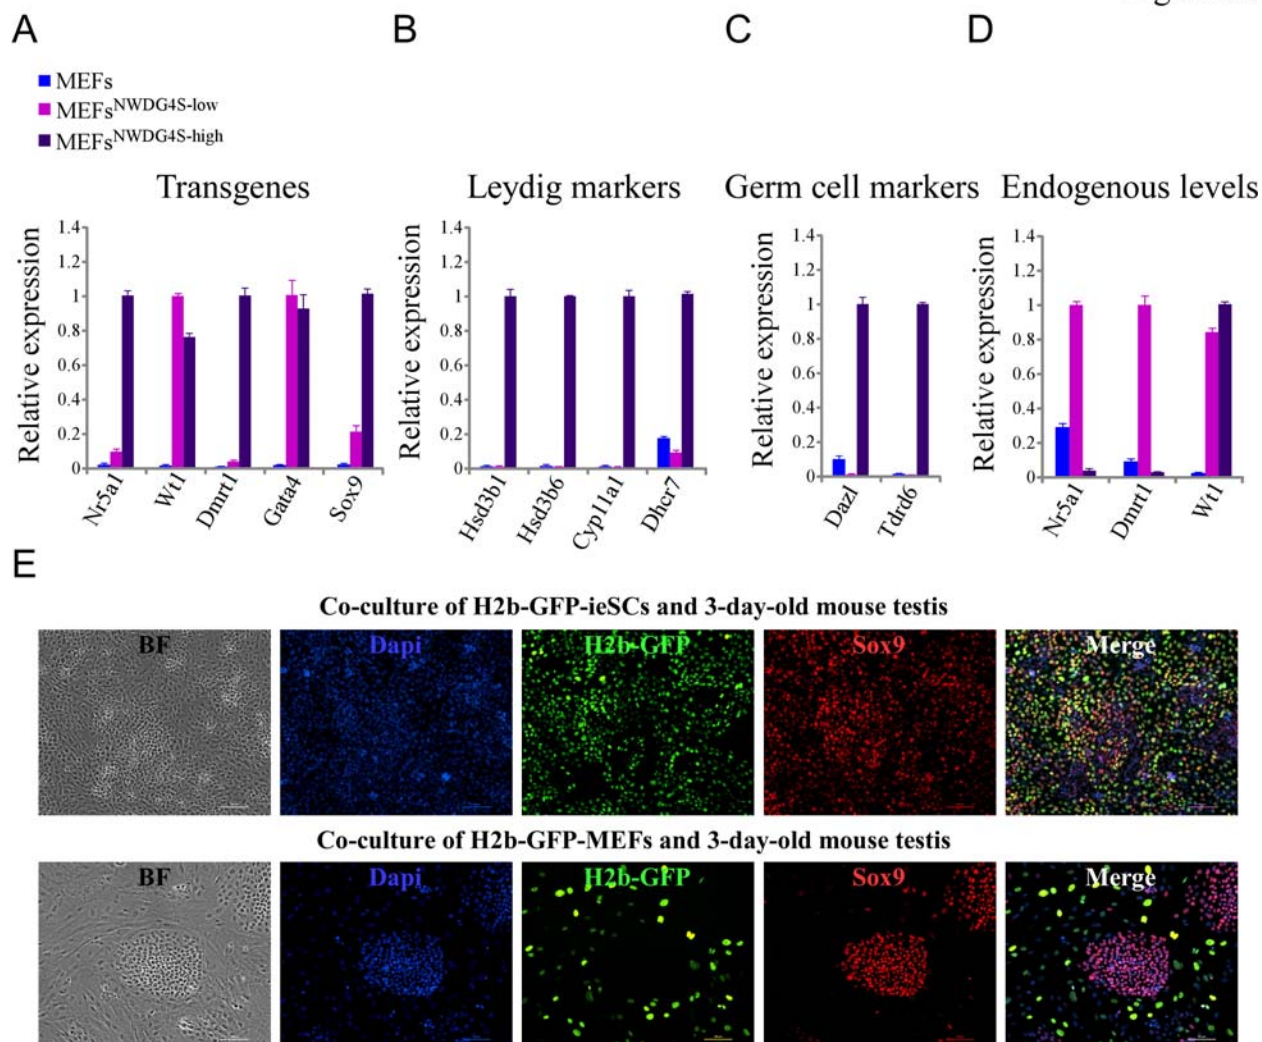 A
B
C
D
MEFs
MEFsNWDG4S-low
MEFsNWDG4S-high
Transgenes
Leydig markers
Germ cell markers
Endogenous levels
Relative expression
1.4
1.2
1
0.8
0.6
0.4
0.2
0
Nr5a1
Wt1
Dmrt1
Gata4
Sox9
Relative expression
1.4
1.2
1
0.8
0.6
0.4
0.2
0
Hsd3b1
Hsd3b6
Cyp11a1
Dhcr7
Relative expression
1.4
1.2
1
0.8
0.6
0.4
0.2
0
Dazl
Tdrd6
Relative expression
1.4
1.2
1
0.8
0.6
0.4
0.2
0
Nr5a1
Dmrt1
Wt1
E
Co-culture of H2b-GFP-ieSCs and 3-day-old mouse testis
BF
Dapi
H2b-GFP
Sox9
Merge
Co-culture of H2b-GFP-MEFs and 3-day-old mouse testis
BF
Dapi
H2b-GFP
Sox9
Merge